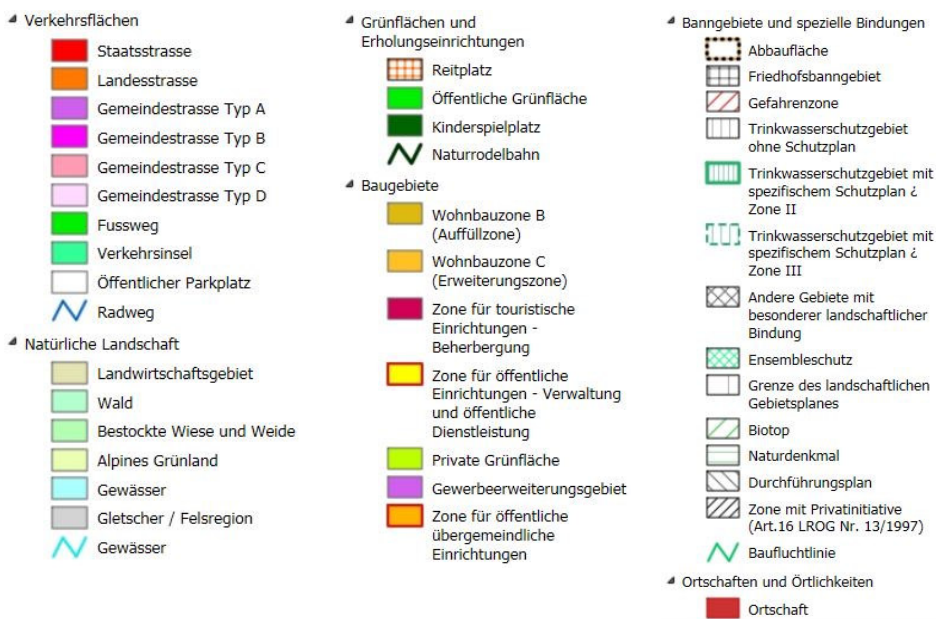 Verkehrsflächen
Staatsstrasse
Landesstrasse
Gemeindestrasse Typ A
Gemeindestrasse Typ B
Gemeindestrasse Typ C
Gemeindestrasse Typ D
Fussweg
Verkehrsinsel
Öffentlicher Parkplatz
Radweg
Natürliche Landschaft
Landwirtschaftsgebiet
Wald
Bestockte Wiese und Weide
Alpines Grünland
Gewässer
Gletscher / Felsregion
Gewässer
Grünflächen und
Erholungseinrichtungen
Reitplatz
Öffentliche Grünfläche
Kinderspielplatz
Naturrodelbahn
Baugebiete
Wohnbauzone B
(Auffüllzone)
Wohnbauzone C
(Erweiterungszone)
Zone für touristische
Einrichtungen -
Beherbergung
Zone für öffentliche
Einrichtungen - Verwaltung
und öffentliche
Dienstleistung
Private Grünfläche
Gewerbeerweiterungsgebiet
Zone für öffentliche
übergemeindliche
Einrichtungen
Banngebiete und spezielle Bindungen
Abbaufläche
Friedhofsbanngebiet
Gefahrenzone
Trinkwasserschutzgebiet
ohne Schutzplan
Trinkwasserschutzgebiet mit
spezifischem Schutzplan ¿
Zone II
Trinkwasserschutzgebiet mit
spezifischem Schutzplan ¿
Zone III
Andere Gebiete mit
besonderer landschaftlicher
Bindung
Ensembleschutz
Grenze des landschaftlichen
Gebietsplanes
Biotop
Naturdenkmal
Durchführungsplan
Zone mit Privatinitiative
(Art.16 LROG Nr. 13/1997)
Baufluchtlinie
Ortschaften und Örtlichkeiten
Ortschaft